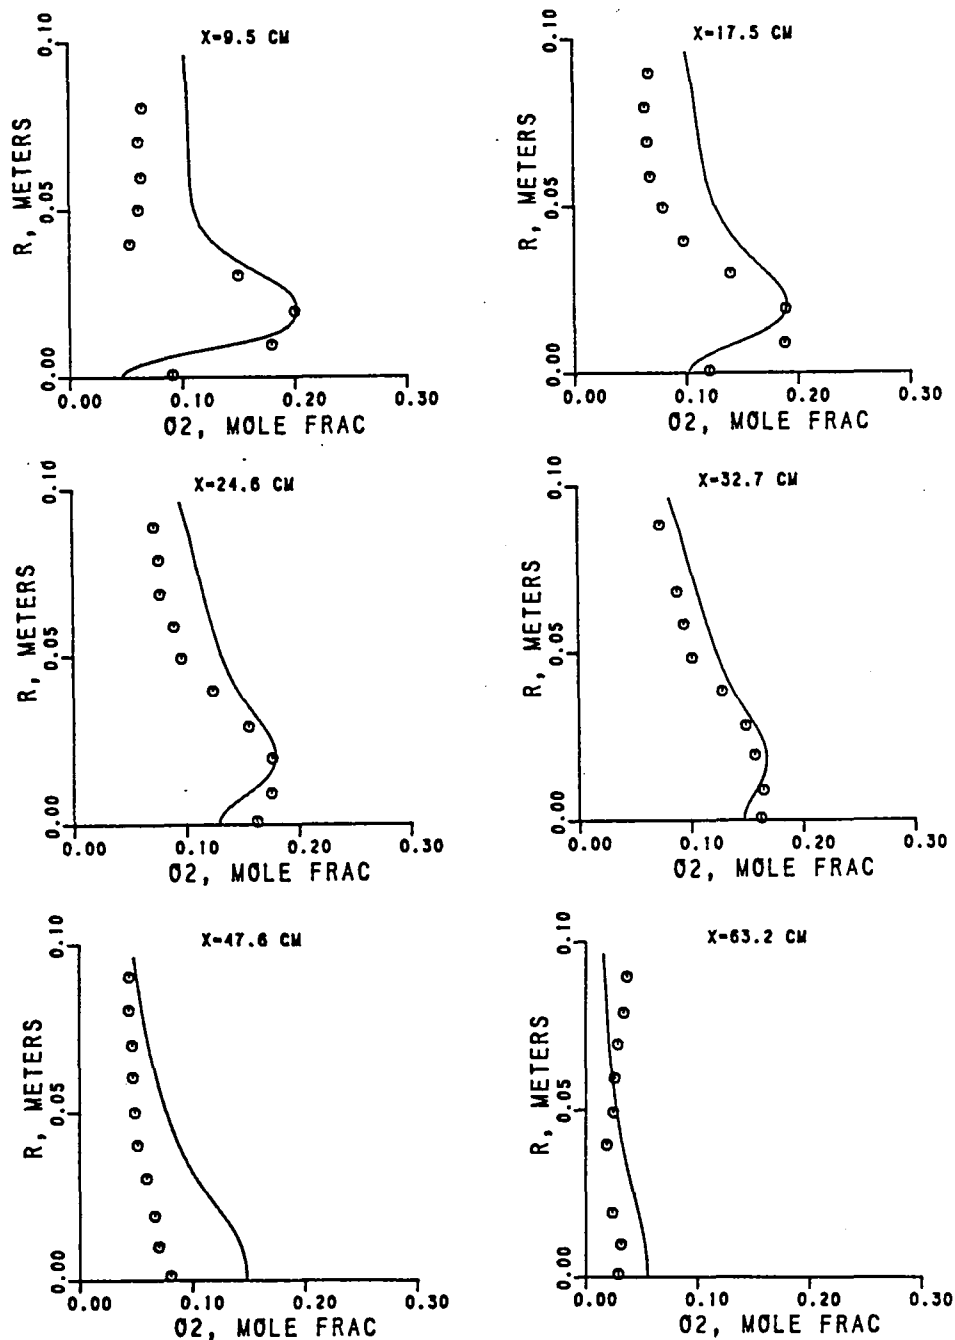 X=9.5 CM
R, METERS
0.10
0.05
0.00
0.00 0.10 0.20 0.30
O2, MOLE FRAC
X=17.5 CM
R, METERS
0.10
0.05
0.00
0.00 0.10 0.20 0.30
O2, MOLE FRAC
X=24.6 CM
R, METERS
0.10
0.05
0.00
0.00 0.10 0.20 0.30
O2, MOLE FRAC
X=32.7 CM
R, METERS
0.10
0.05
0.00
0.00 0.10 0.20 0.30
O2, MOLE FRAC
X=47.6 CM
R, METERS
0.10
0.05
0.00
0.00 0.10 0.20 0.30
O2, MOLE FRAC
X=63.2 CM
R, METERS
0.10
0.05
0.00
0.00 0.10 0.20 0.30
O2, MOLE FRAC